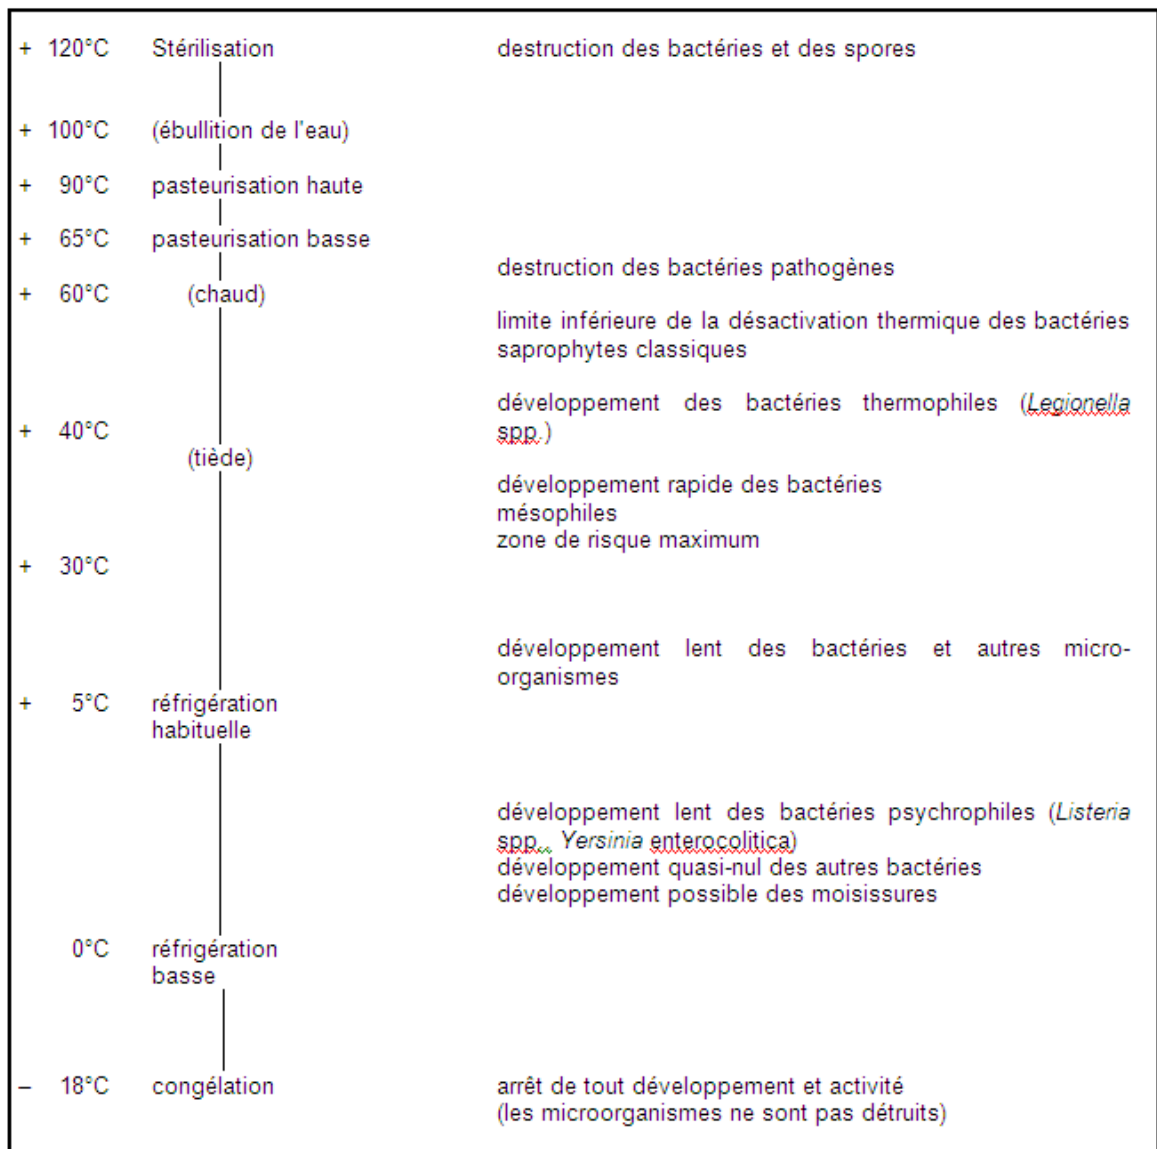 + 120°C Stérilisation destruction des bactéries et des spores
+ 100°C (ébullition de l'eau)
+ 90°C pasteurisation haute
+ 65°C pasteurisation basse
destruction des bactéries pathogènes
+ 60°C (chaud)
limite inférieure de la désactivation thermique des bactéries
saprophytes classiques
développement des bactéries thermophiles (Legionella
+ 40°C spp.)
(tiède)
développement rapide des bactéries
mésophiles
zone de risque maximum
+ 30°C
développement lent des bactéries et autres micro-
organismes
+ 5°C réfrigération
habituelle
développement lent des bactéries psychrophiles (Listeria
spp., Yersinia enterocolitica)
développement quasi-nul des autres bactéries
développement possible des moisissures
0°C réfrigération
basse
– 18°C congélation arrêt de tout développement et activité
(les microorganismes ne sont pas détruits)